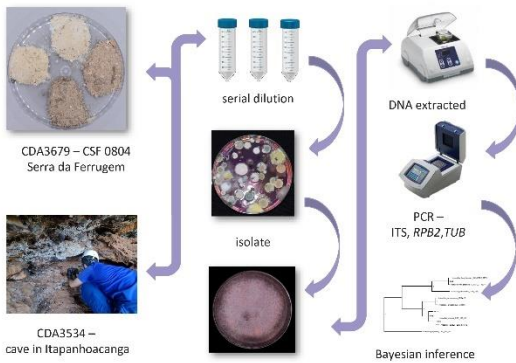 CDA3679 – CSF 0804
Serra da Ferrugem
CDA3534 –
cave in Itapanhoacanga
serial dilution
isolate
DNA extracted
PCR –
ITS, RPB2,TUB
Bayesian inference